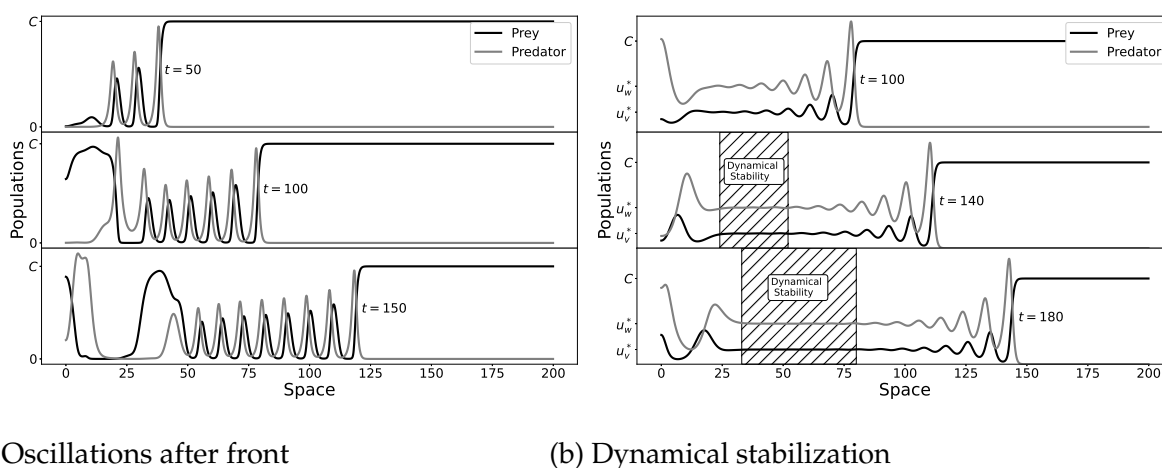 C
Prey
Predator
t = 50
0
C
t = 100
0
C
t = 150
0
Populations
0 25 50 75 100 125 150 175 200
Space
Oscillations after front
Prey
Predator
C
t = 100
u*w
u*v
C
Dynamical
Stability
t = 140
u*w
u*v
C
Dynamical
Stability
t = 180
u*w
u*v
Populations
0 25 50 75 100 125 150 175 200
Space
(b) Dynamical stabilization